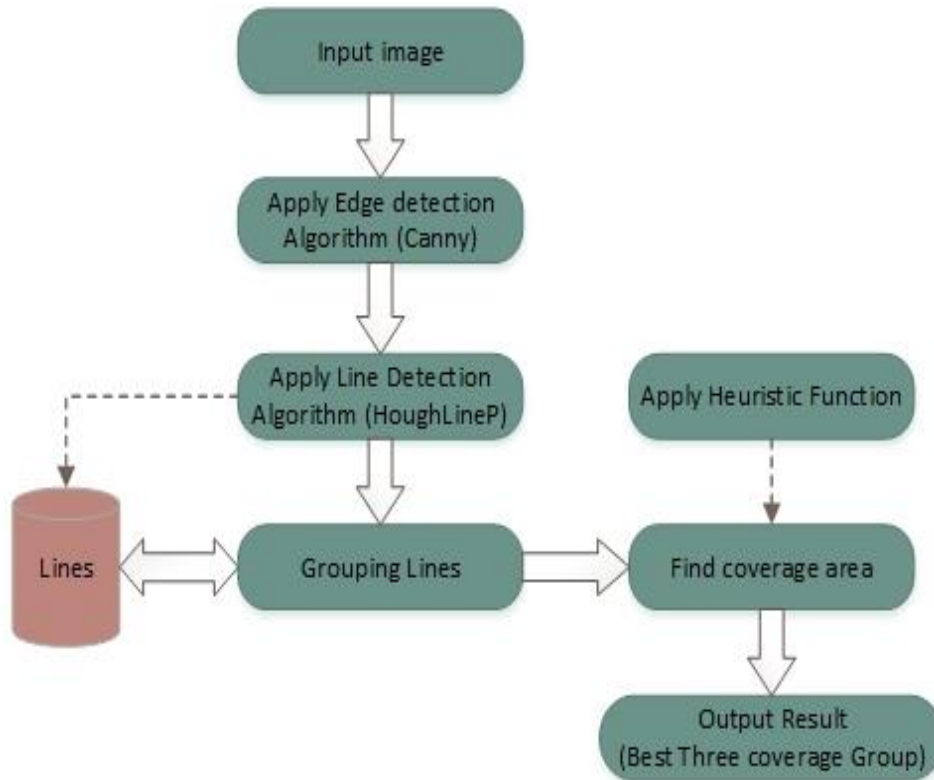 Input image
Apply Edge detection
Algorithm (Canny)
Apply Line Detection
Algorithm (HoughLineP)
Apply Heuristic Function
Lines
Grouping Lines
Find coverage area
Output Result
(Best Three coverage Group)